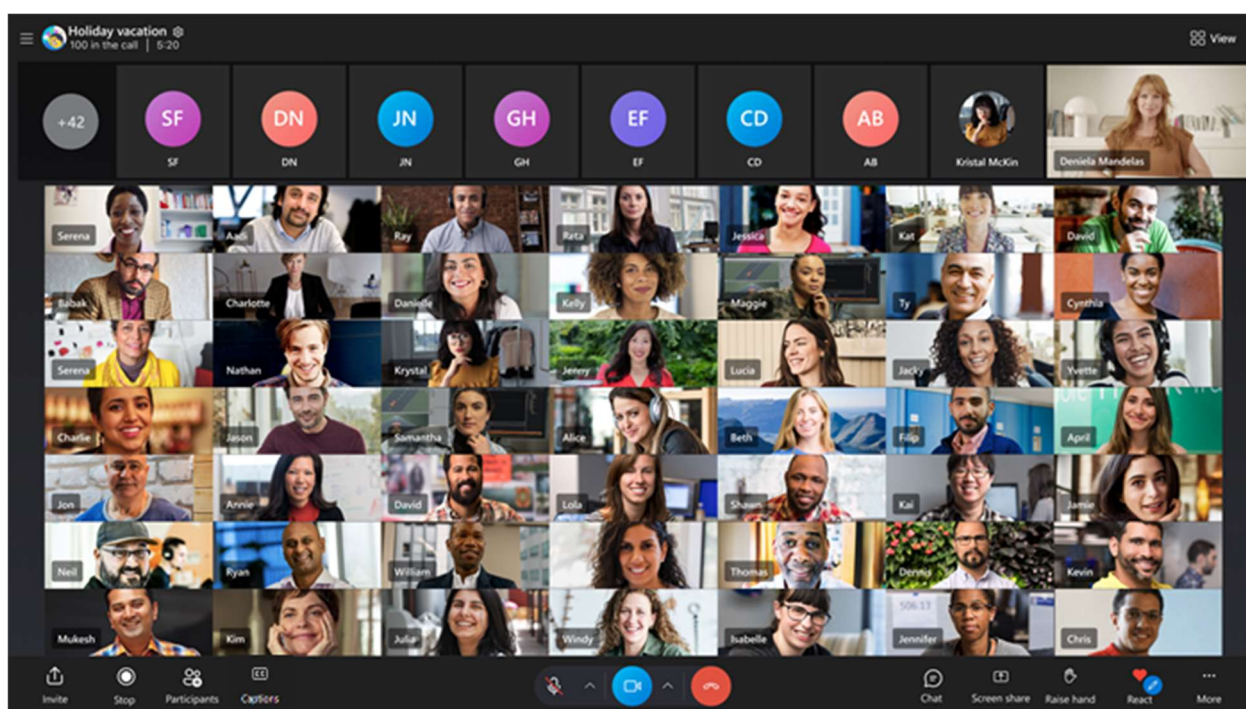 Holiday vacation
100 in the call | 5:20
View
+42
SF
DN
JN
GH
EF
CD
AB
SF
DN
JN
GH
EF
CD
AB
Kristal McKin
Deniela Mandelas
Serena
Aadi
Ray
Reta
Jessica
Kat
David
Babak
Charlotte
Danielle
Kelly
Maggie
Ty
Cynthia
Serena
Nathan
Krystal
Jenny
Lucia
Jacky
Yvette
Charlie
Jason
Samantha
Alice
Beth
Filip
April
Jon
Annie
David
Lola
Shawn
Kai
Jamie
Neil
Ryan
William
Thomas
Dennis
Kevin
Mukesh
Kim
Julia
Windy
Isabelle
506:13
Jennifer
Chris
CC
Invite
Stop
Participants
Captions
Chat
Screen share
Raise hand
React
More